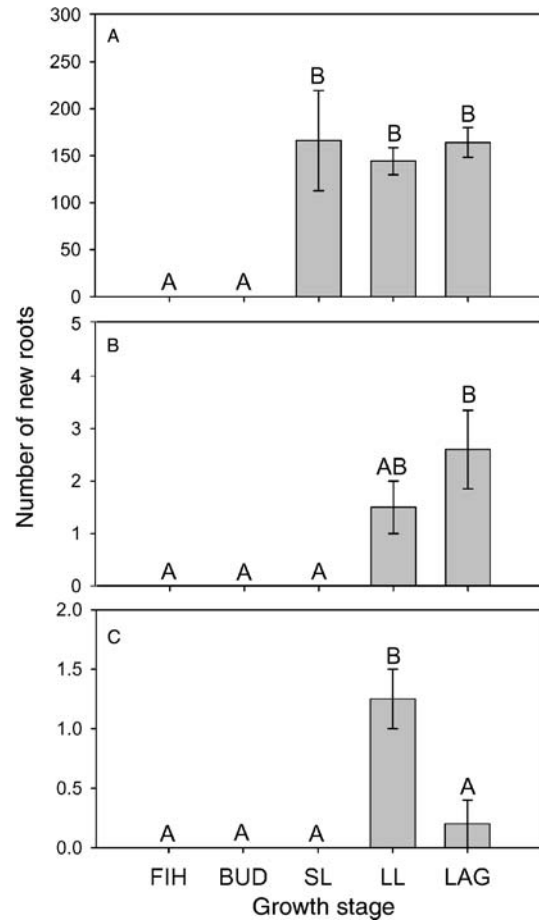 300
A
250
B
B
200
B
150
100
50
A A
0
5
B
4
B
3
AB
2
1
A A A
0
2.0
C
B
1.5
1.0
A
0.5
A A A
0.0
FIH BUD SL LL LAG
Growth stage
Number of new roots